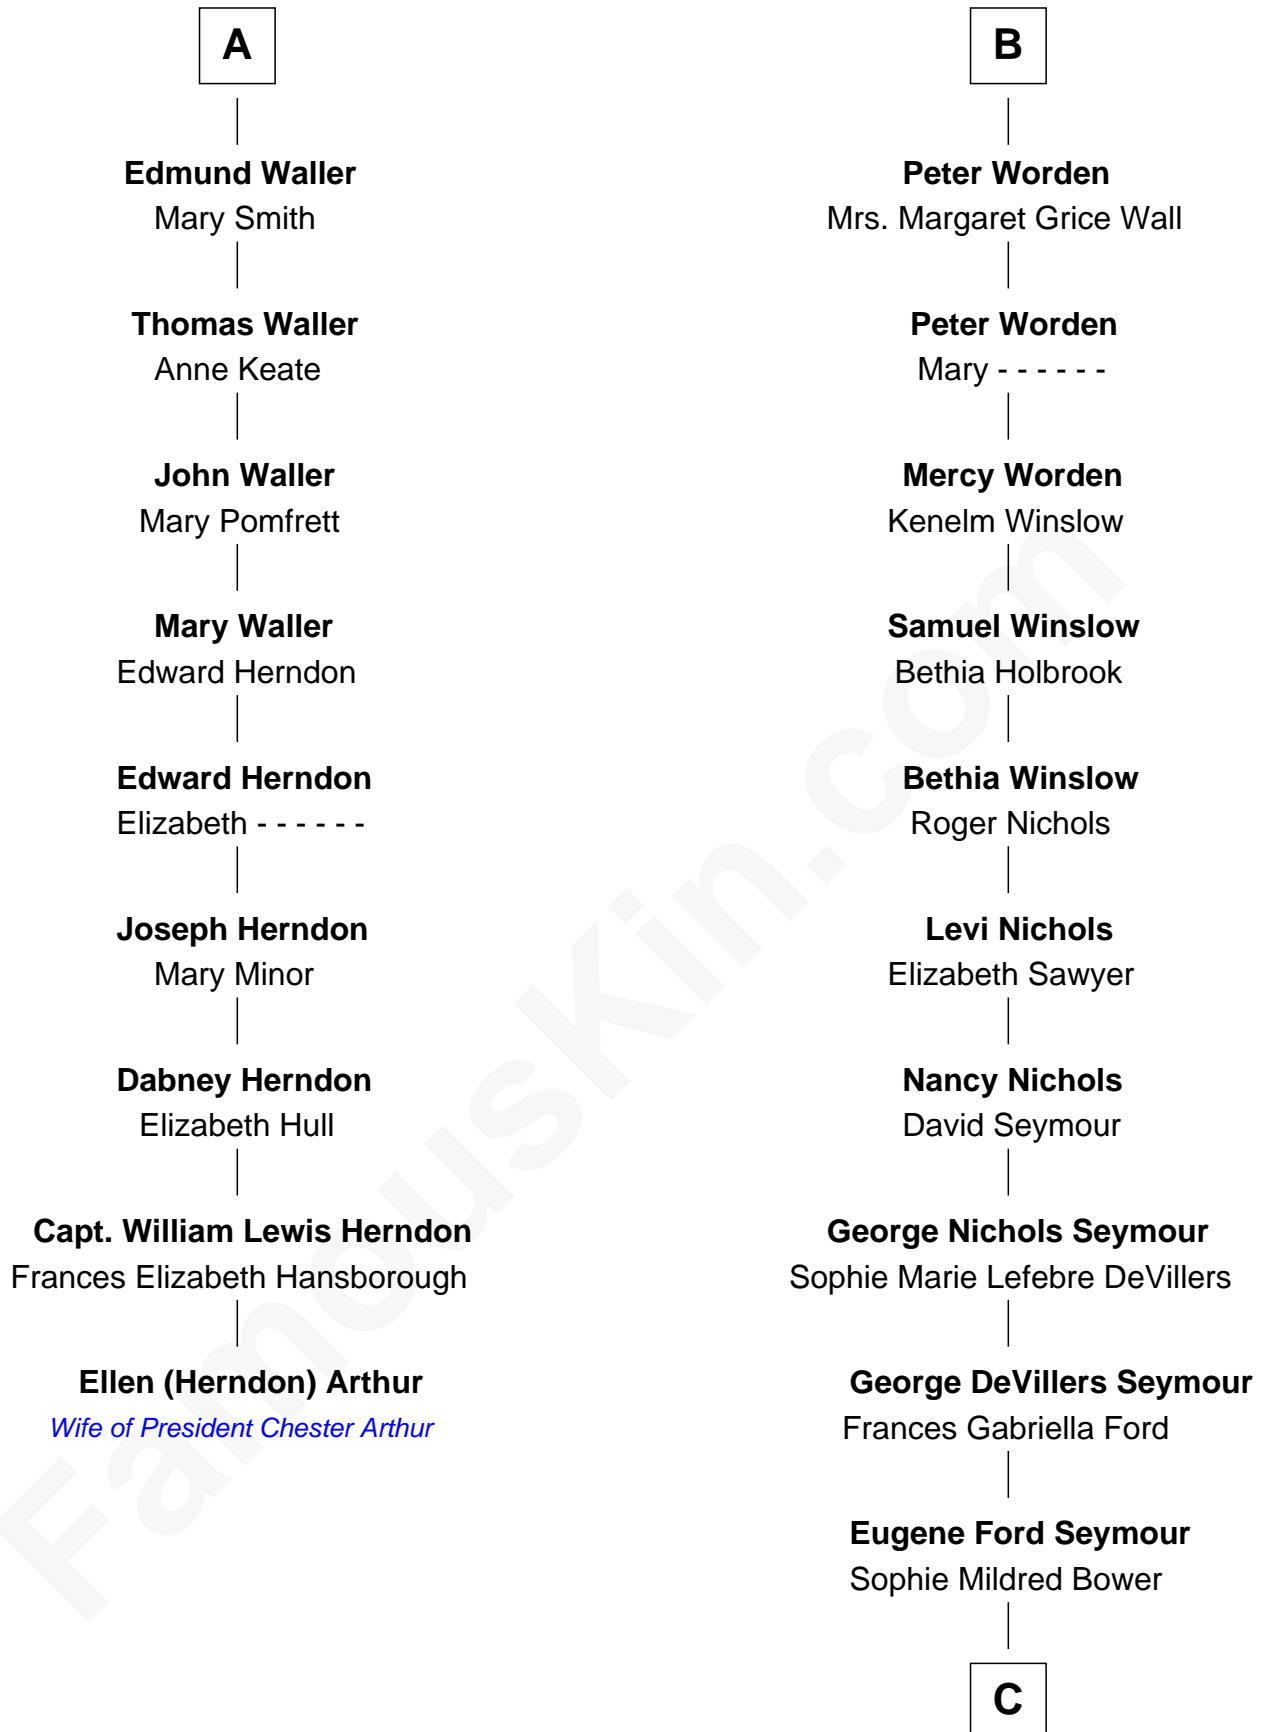 A
Edmund Waller
Mary Smith
Thomas Waller
Anne Keate
John Waller
Mary Pomfrett
Mary Waller
Edward Herndon
Edward Herndon
Elizabeth - - - - - -
Joseph Herndon
Mary Minor
Dabney Herndon
Elizabeth Hull
Capt. William Lewis Herndon
Frances Elizabeth Hansborough
Ellen (Herndon) Arthur
Wife of President Chester Arthur
B
Peter Worden
Mrs. Margaret Grice Wall
Peter Worden
Mary - - - - - -
Mercy Worden
Kenelm Winslow
Samuel Winslow
Bethia Holbrook
Bethia Winslow
Roger Nichols
Levi Nichols
Elizabeth Sawyer
Nancy Nichols
David Seymour
George Nichols Seymour
Sophie Marie Lefebre DeVillers
George DeVillers Seymour
Frances Gabriella Ford
Eugene Ford Seymour
Sophie Mildred Bower
C
FamousKin.com